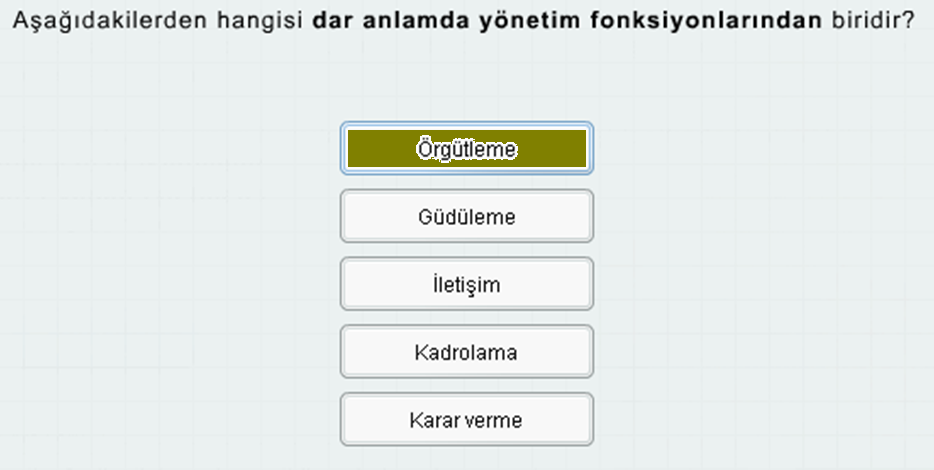 Aşağıdakilerden hangisi dar anlamda yönetim fonksiyonlarından biridir?
Örgütleme
Güdüleme
İletişim
Kadrolama
Karar verme